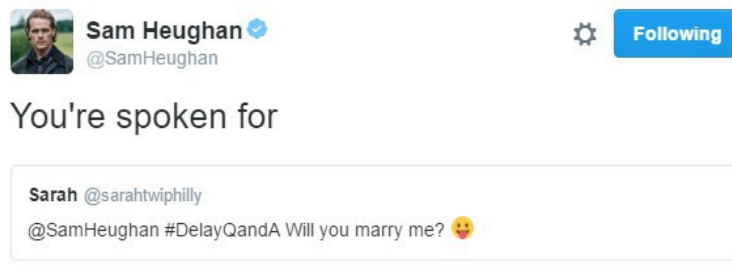 Sam Heughan
@SamHeughan
Following
You're spoken for
Sarah @sarahtwiphilly
@SamHeughan #DelayQandA Will you marry me? 😛